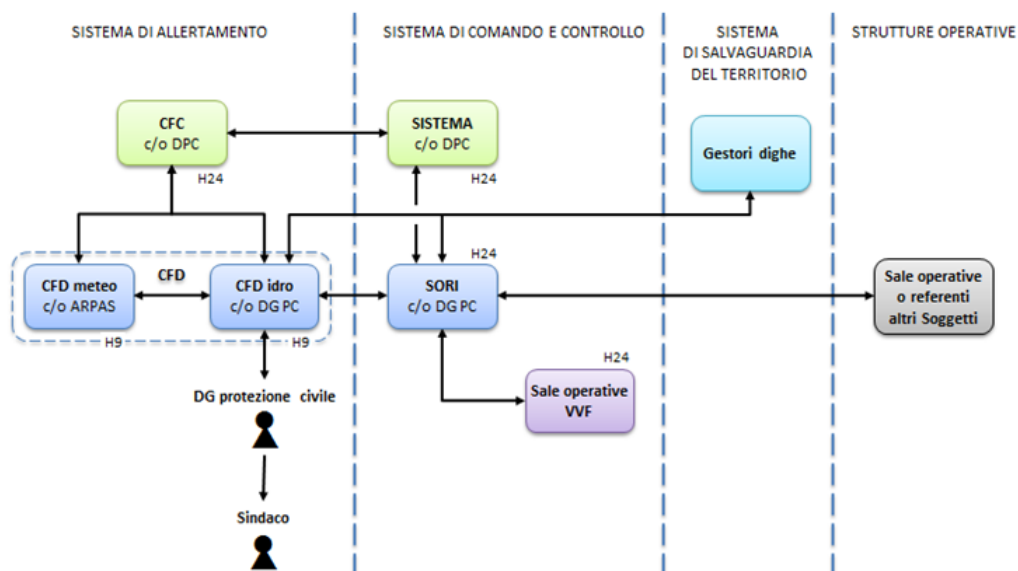 SISTEMA DI ALLERTAMENTO
SISTEMA DI COMANDO E CONTROLLO
SISTEMA
DI SALVAGUARDIA
DEL TERRITORIO
STRUTTURE OPERATIVE
CFC
c/o DPC
H24
SISTEMA
c/o DPC
H24
Gestori dighe
CFD
CFD meteo
c/o ARPAS
H9
CFD idro
c/o DG PC
H9
H24
SORI
c/o DG PC
Sale operative
o referenti
altri Soggetti
H24
Sale operative
VVF
DG protezione civile
Sindaco